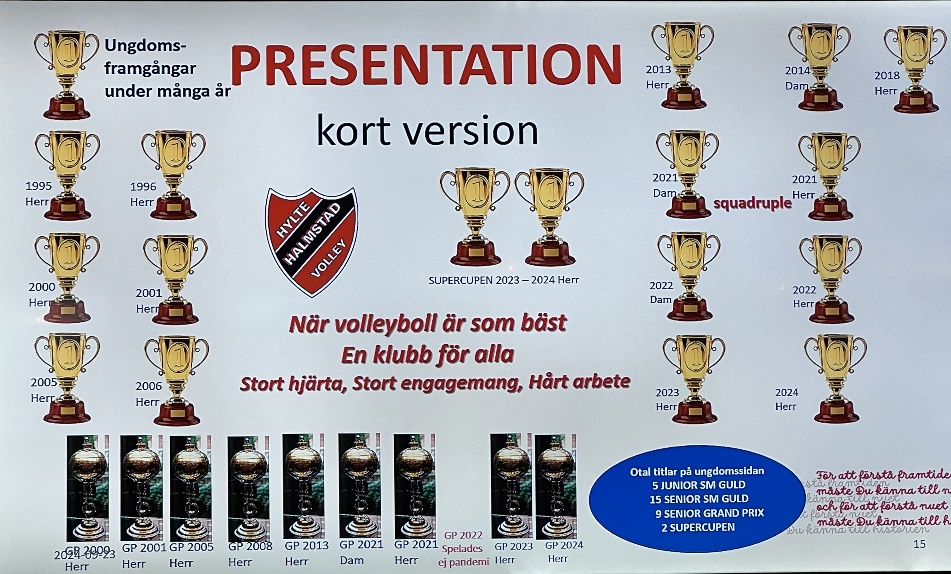 Ungdoms-
framgångar
under många år
PRESENTATION
kort version
2013
Herr
2014
Dam
2018
Herr
1995
Herr
1996
Herr
2021
Dam
squadruple
2021
Herr
HYLTE
HALMSTAD
VOLLEY
SUPERCUPEN 2023 – 2024 Herr
2000
Herr
2001
Herr
2022
Dam
2022
Herr
När volleyboll är som bäst
En klubb för alla
Stort hjärta, Stort engagemang, Hårt arbete
2005
Herr
2006
Herr
2023
Herr
2024
Herr
GP 2000
Herr
GP 2001
Herr
GP 2005
Herr
GP 2008
Herr
GP 2013
Herr
GP 2021
Dam
GP 2021
Herr
GP 2022
Spelades
ej pandemi
GP 2023
Herr
GP 2024
Herr
2024-09-23
Otal titlar på ungdomssidan
5 JUNIOR SM GULD
15 SENIOR SM GULD
9 SENIOR GRAND PRIX
2 SUPERCUPEN
För att förstå framtide
måste Du känna till n
och för att förstå nuet
måste Du känna till h
15